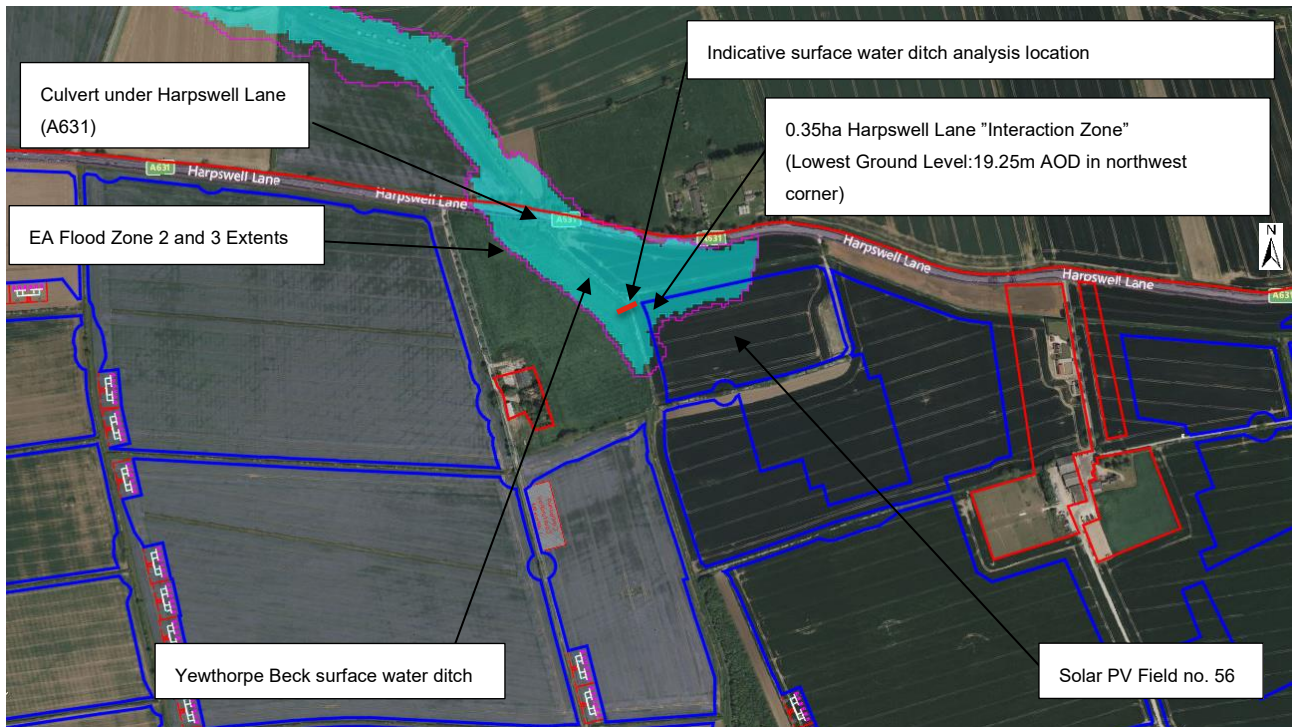 Indicative surface water ditch analysis location
Culvert under Harpswell Lane
(A631)
0.35ha Harpswell Lane ”Interaction Zone”
(Lowest Ground Level:19.25m AOD in northwest
corner)
A631
Harpswell Lane
Harpswell Lane
A631
A631
Harpswell Lane
Harpswell Lane
A631
N
EA Flood Zone 2 and 3 Extents
Yewthorpe Beck surface water ditch
Solar PV Field no. 56